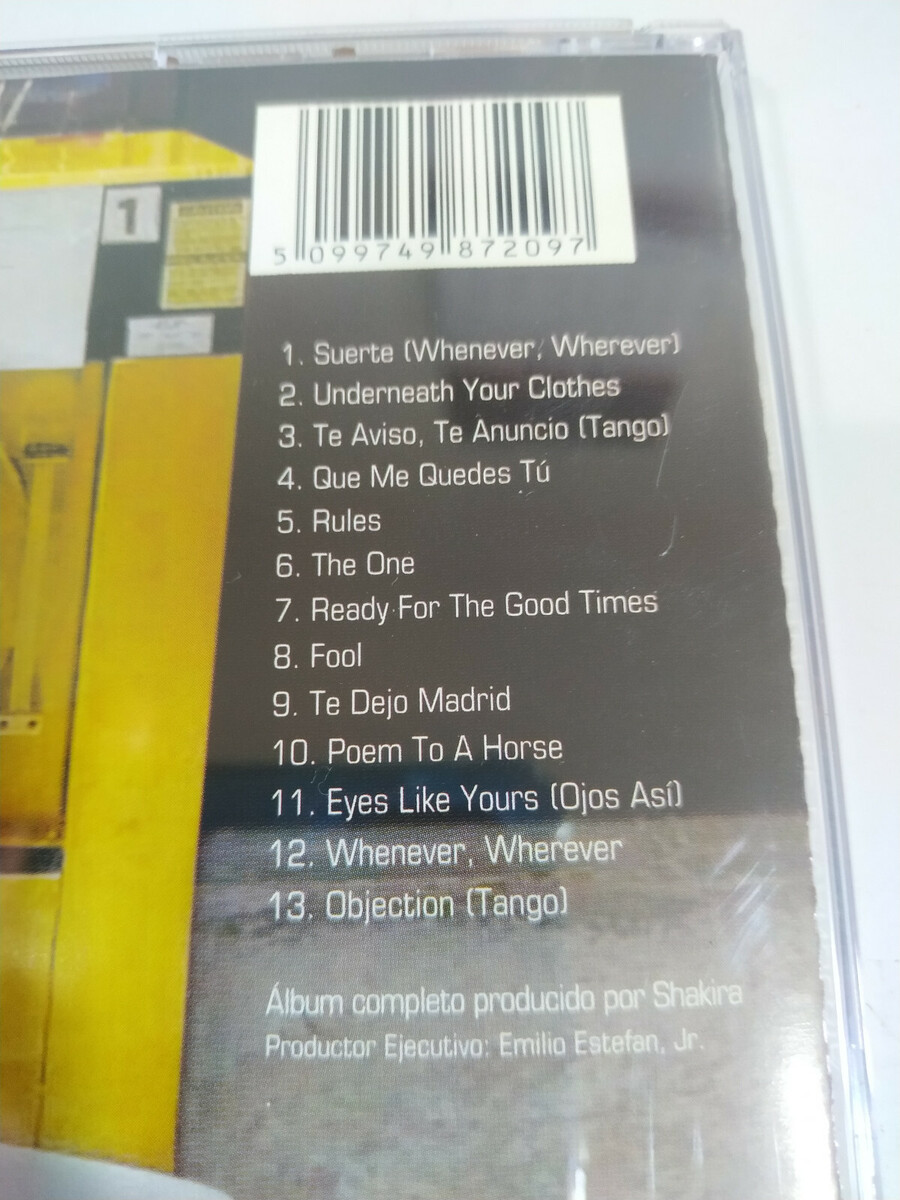 1
5 099749 872097
1. Suerte (Whenever, Wherever)
2. Underneath Your Clothes
3. Te Aviso, Te Anuncio (Tango)
4. Que Me Quedes Tú
5. Rules
6. The One
7. Ready For The Good Times
8. Fool
9. Te Dejo Madrid
10. Poem To A Horse
11. Eyes Like Yours (Ojos Así)
12. Whenever, Wherever
13. Objection (Tango)
Álbum completo producido por Shakira
Productor Ejecutivo: Emilio Estefan, Jr.